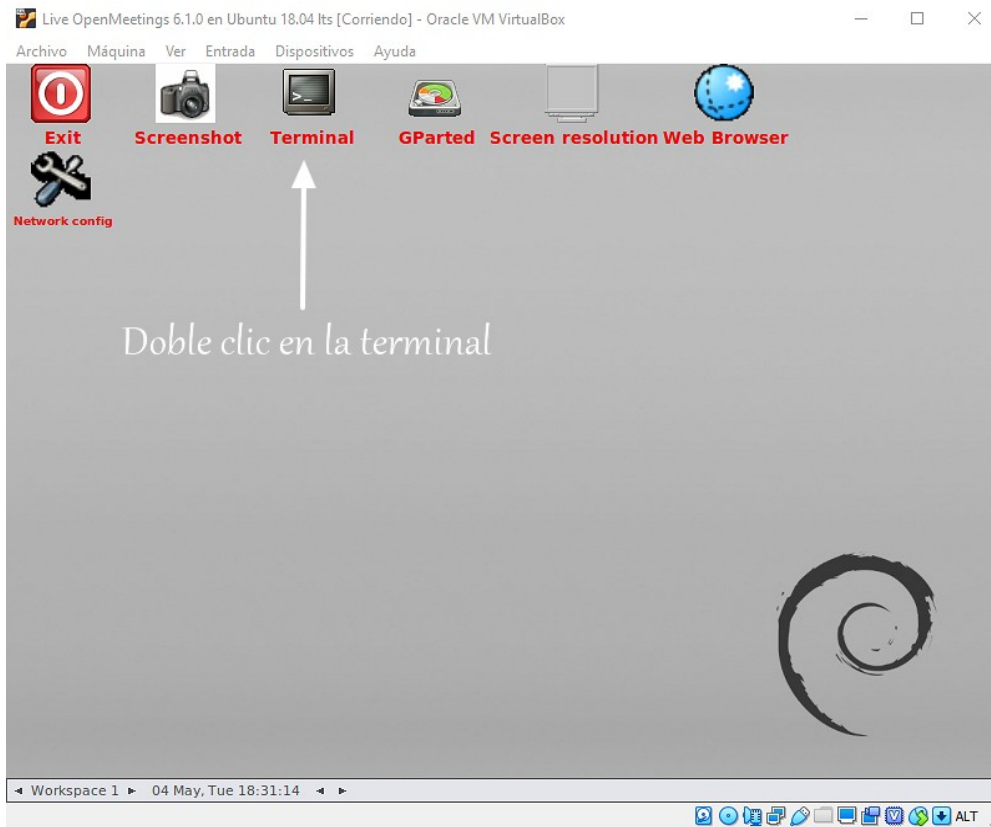 Live OpenMeetings 6.1.0 en Ubuntu 18.04 lts [Corriendo] - Oracle VM VirtualBox
Archivo Máquina Ver Entrada Dispositivos Ayuda
Exit Screenshot Terminal GParted Screen resolution Web Browser
Network config
Doble clic en la terminal
Workspace 1 04 May, Tue 18:31:14
ALT